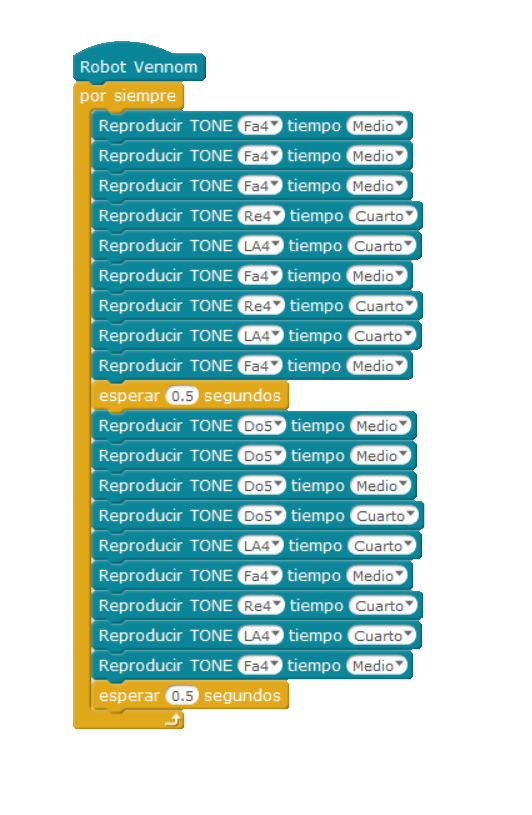 Robot Vennom
por siempre
Reproducir TONE Fa4 tiempo Medio
Reproducir TONE Fa4 tiempo Medio
Reproducir TONE Fa4 tiempo Medio
Reproducir TONE Re4 tiempo Cuarto
Reproducir TONE LA4 tiempo Cuarto
Reproducir TONE Fa4 tiempo Medio
Reproducir TONE Re4 tiempo Cuarto
Reproducir TONE LA4 tiempo Cuarto
Reproducir TONE Fa4 tiempo Medio
esperar 0.5 segundos
Reproducir TONE Do5 tiempo Medio
Reproducir TONE Do5 tiempo Medio
Reproducir TONE Do5 tiempo Medio
Reproducir TONE Do5 tiempo Cuarto
Reproducir TONE LA4 tiempo Cuarto
Reproducir TONE Fa4 tiempo Medio
Reproducir TONE Re4 tiempo Cuarto
Reproducir TONE LA4 tiempo Cuarto
Reproducir TONE Fa4 tiempo Medio
esperar 0.5 segundos